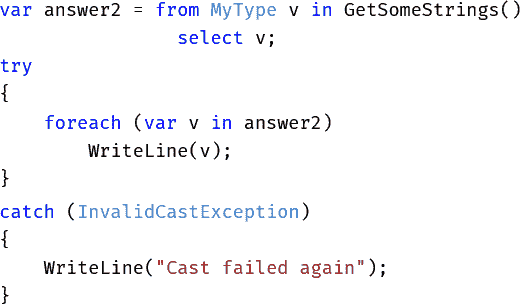 var answer2 = from MyType v in GetSomeStrings()
              select v;
try
{
    foreach (var v in answer2)
        WriteLine(v);
}
catch (InvalidCastException)
{
    WriteLine("Cast failed again");
}